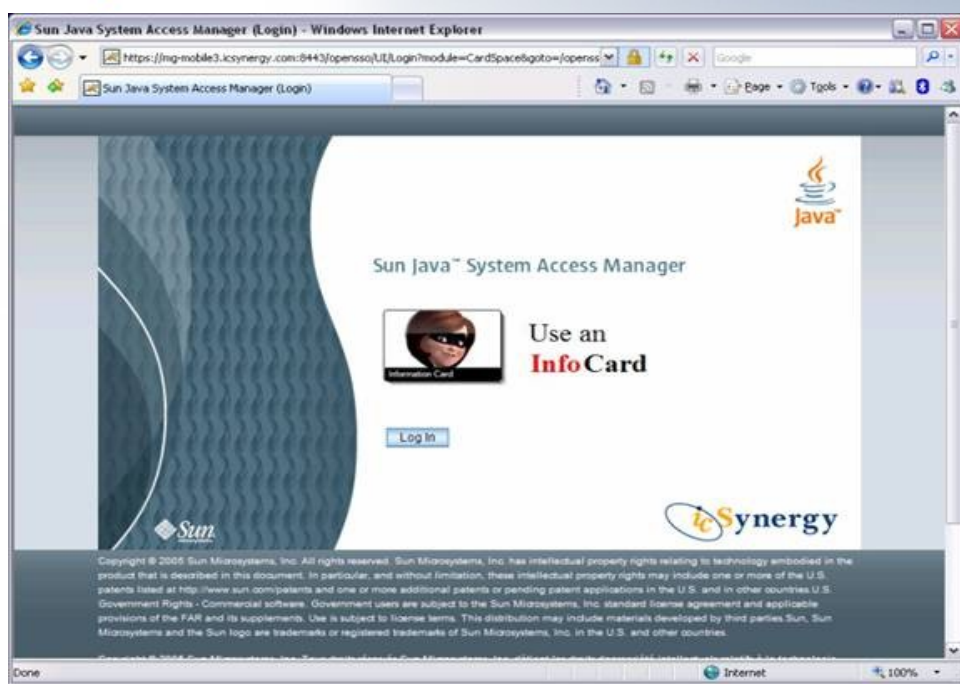 Sun Java System Access Manager (Login) - Windows Internet Explorer
https://mg-mobile3.icsynergy.com:8443/opensso/UI/Login?module=CardSpace&goto=/openss
Google
Sun Java System Access Manager (Login)
Page
Tools
Java™
Sun Java™ System Access Manager
Information Card
Use an
InfoCard
Log In
Sun
icSynergy
Copyright © 2005 Sun Microsystems, Inc. All rights reserved. Sun Microsystems, Inc. has intellectual property rights relating to technology embodied in the
product that is described in this document. In particular, and without limitation, these intellectual property rights may include one or more of the U.S.
patents listed at http://www.sun.com/patents and one or more additional patents or pending patent applications in the U.S. and in other countries.U.S.
Government Rights - Commercial software. Government users are subject to the Sun Microsystems, Inc. standard license agreement and applicable
provisions of the FAR and its supplements. Use is subject to license terms. This distribution may include materials developed by third parties.Sun, Sun
Microsystems and the Sun logo are trademarks or registered trademarks of Sun Microsystems, Inc. in the U.S. and other countries.
Done
Internet
100%